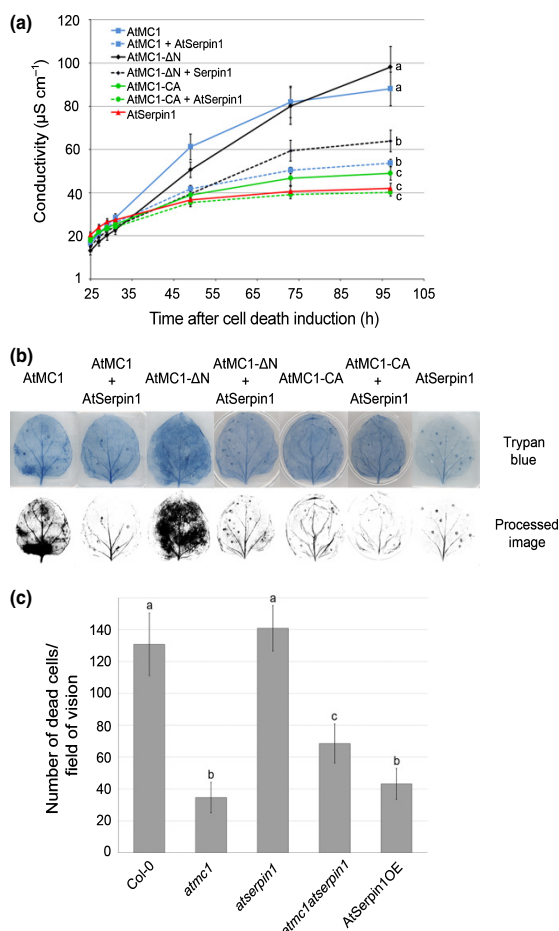 (a)
120
100
80
60
40
20
1
Conductivity (µS cm⁻¹)
AtMC1
AtMC1 + AtSerpin1
AtMC1-ΔN
AtMC1-ΔN + Serpin1
AtMC1-CA
AtMC1-CA + AtSerpin1
AtSerpin1
a
a
b
b
c
c
c
25 35 45 55 65 75 85 95 105
Time after cell death induction (h)
(b)
AtMC1
AtMC1 + AtSerpin1
AtMC1-ΔN
AtMC1-ΔN + AtSerpin1
AtMC1-CA
AtMC1-CA + AtSerpin1
AtSerpin1
Trypan blue
Processed image
(c)
Number of dead cells/
field of vision
140
120
100
80
60
40
20
0
a
b
a
c
b
Col-0
atmc1
atserpin1
atmc1atserpin1
AtSerpin1OE